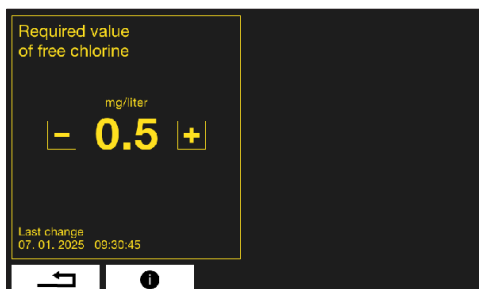 Required value
of free chlorine
mg/liter
− 0.5 +
Last change
07. 01. 2025 09:30:45
i